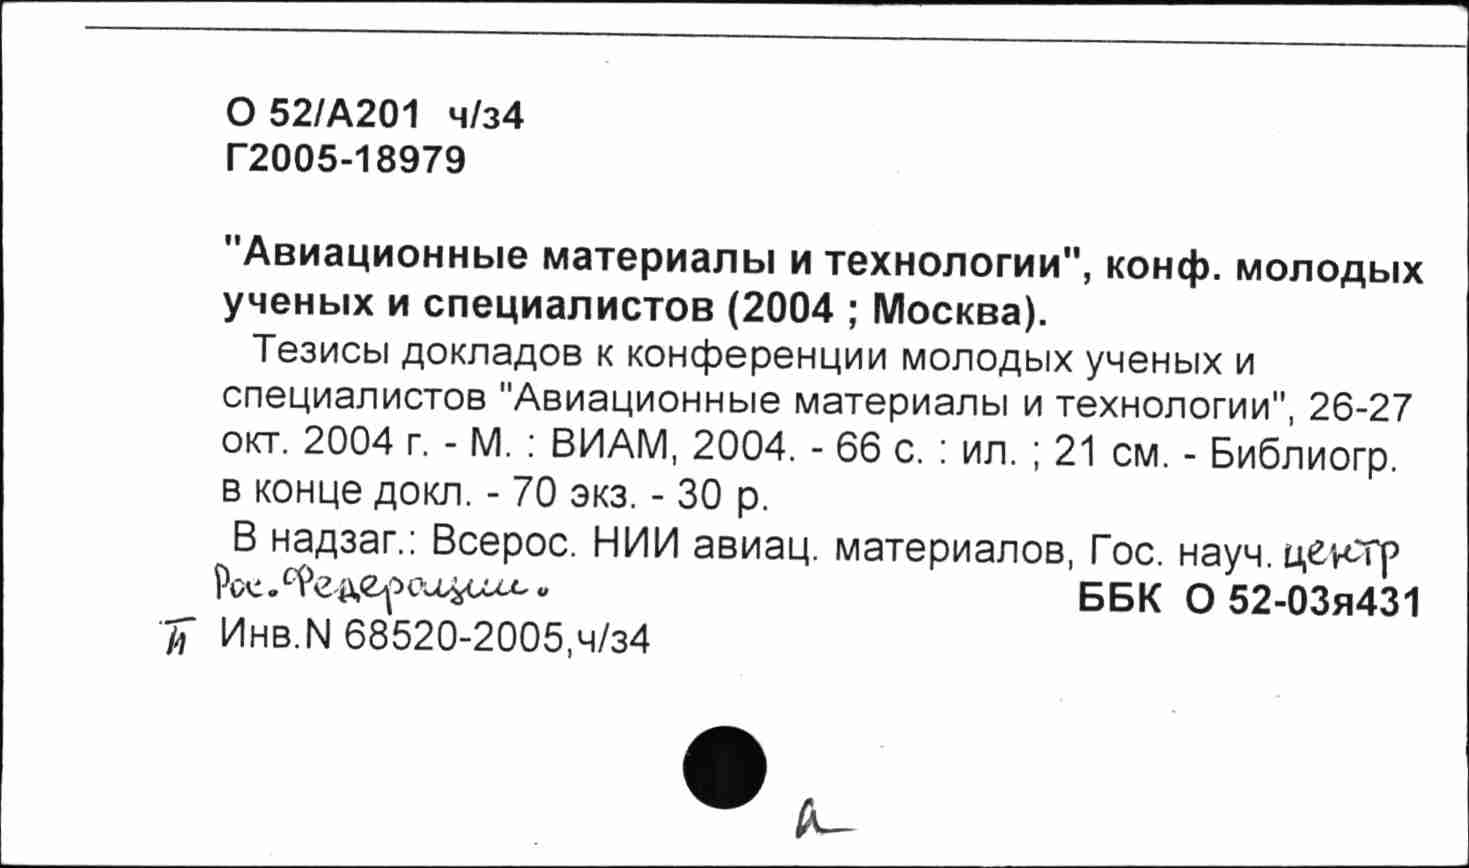 О 52/А201 ч/з4
Г2005-18979
"Авиационные материалы и технологии", конф. молодых
ученых и специалистов (2004 ; Москва).
Тезисы докладов к конференции молодых ученых и
специалистов "Авиационные материалы и технологии", 26-27
окт. 2004 г. - М. : ВИАМ, 2004. - 66 с. : ил. ; 21 см. - Библиогр.
в конце докл. - 70 экз. - 30 р.
В надзаг.: Всерос. НИИ авиац. материалов, Гос. науч. центр
Рос. Федерации.
ББК О 52-03я431
Инв.N 68520-2005,ч/з4
а